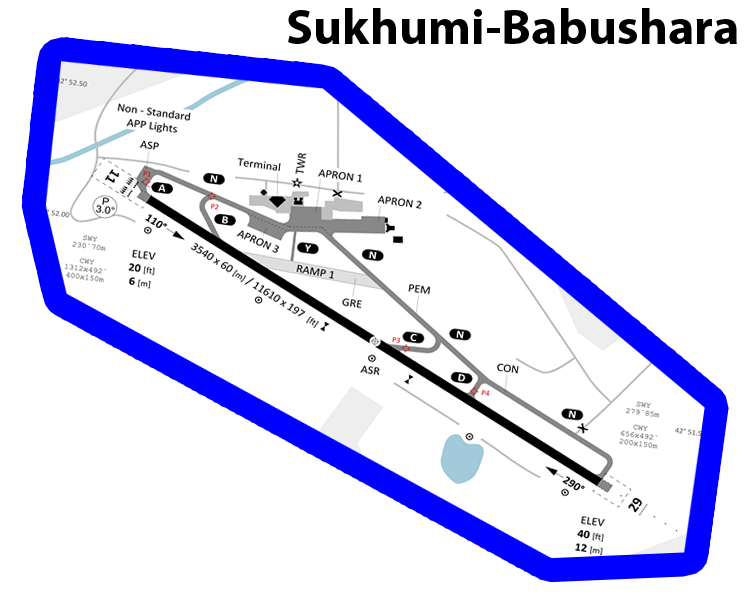 Sukhumi-Babushara
2° 52.50
Non - Standard
APP Lights
ASP
N
Terminal
TWR
APRON 1
11
P1
A
P2
APRON 2
P
3.0°
2° 52.00
110°
B
APRON 3
Y
N
SWY
230'70m
CWY
1312x492'
400x150m
ELEV
20 [ft]
6 [m]
3540 x 60 [m] / 11610 x 197 [ft]
RAMP 1
GRE
PEM
P3
C
N
ASR
D
P4
CON
N
SWY
279'85m
CWY
656x492'
200x150m
42° 51.5
290°
29
ELEV
40 [ft]
12 [m]